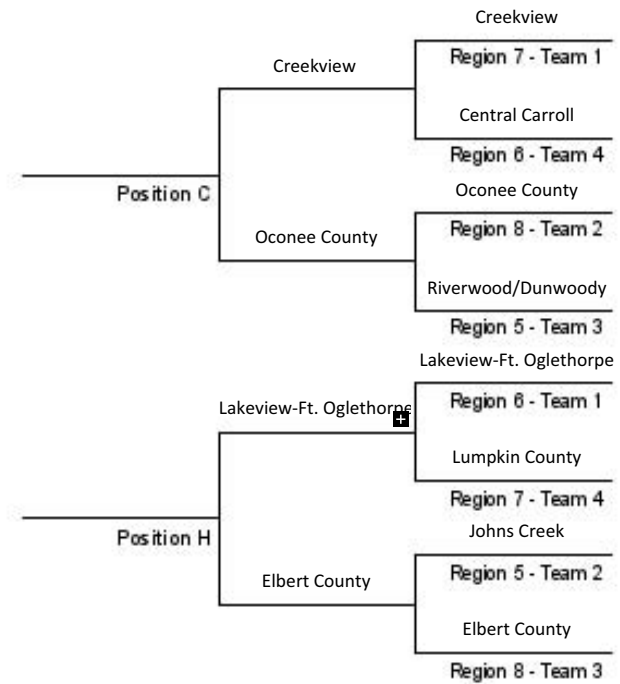 Creekview
Region 7 - Team 1
Creekview
Central Carroll
Region 6 - Team 4
Position C
Oconee County
Region 8 - Team 2
Oconee County
Riverwood/Dunwoody
Region 5 - Team 3
Lakeview-Ft. Oglethorpe
Region 6 - Team 1
Lakeview-Ft. Oglethorpe
Lumpkin County
Region 7 - Team 4
Position H
Johns Creek
Region 5 - Team 2
Elbert County
Elbert County
Region 8 - Team 3